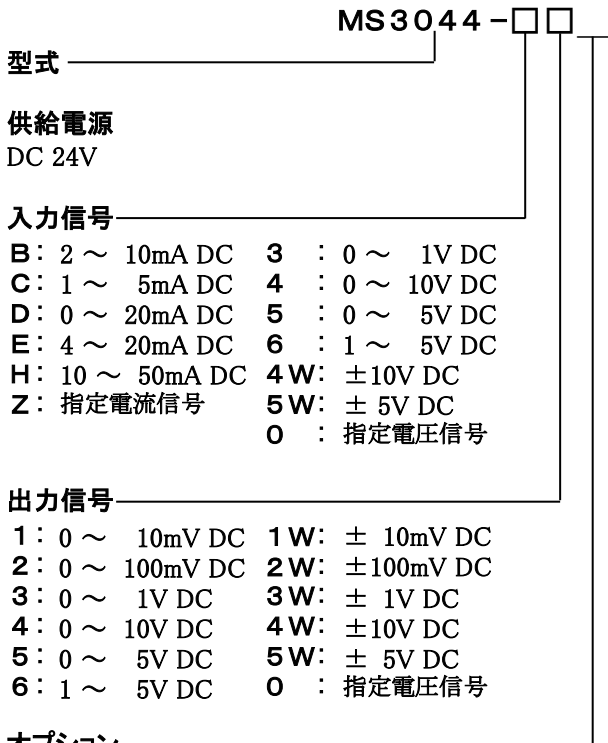 MS3044-□□
型式
供給電源
DC 24V
入力信号
B: 2 ～ 10mA DC 3 : 0 ～ 1V DC
C: 1 ～ 5mA DC 4 : 0 ～ 10V DC
D: 0 ～ 20mA DC 5 : 0 ～ 5V DC
E: 4 ～ 20mA DC 6 : 1 ～ 5V DC
H: 10 ～ 50mA DC 4W: ±10V DC
Z: 指定電流信号 5W: ± 5V DC
0 : 指定電圧信号
出力信号
1: 0 ～ 10mV DC 1W: ± 10mV DC
2: 0 ～ 100mV DC 2W: ±100mV DC
3: 0 ～ 1V DC 3W: ± 1V DC
4: 0 ～ 10V DC 4W: ±10V DC
5: 0 ～ 5V DC 5W: ± 5V DC
6: 1 ～ 5V DC 0 : 指定電圧信号
オプション